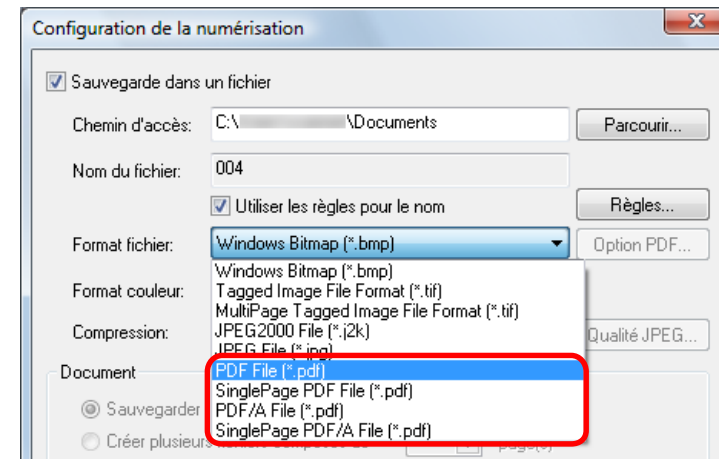 Configuration de la numérisation
Sauvegarde dans un fichier
Chemin d'accès: C:\ \Documents Parcourir...
Nom du fichier: 004
Utiliser les règles pour le nom Règles...
Format fichier: Windows Bitmap (*.bmp) Option PDF...
Windows Bitmap (*.bmp)
Format couleur: Tagged Image File Format (*.tif)
MultiPage Tagged Image File Format (*.tif)
Compression: JPEG2000 File (*.j2k) Qualité JPEG...
JPEG File (*.jpg)
Document PDF File (*.pdf)
SinglePage PDF File (*.pdf)
Sauvegarder PDF/A File (*.pdf)
SinglePage PDF/A File (*.pdf)
Créer plusieurs